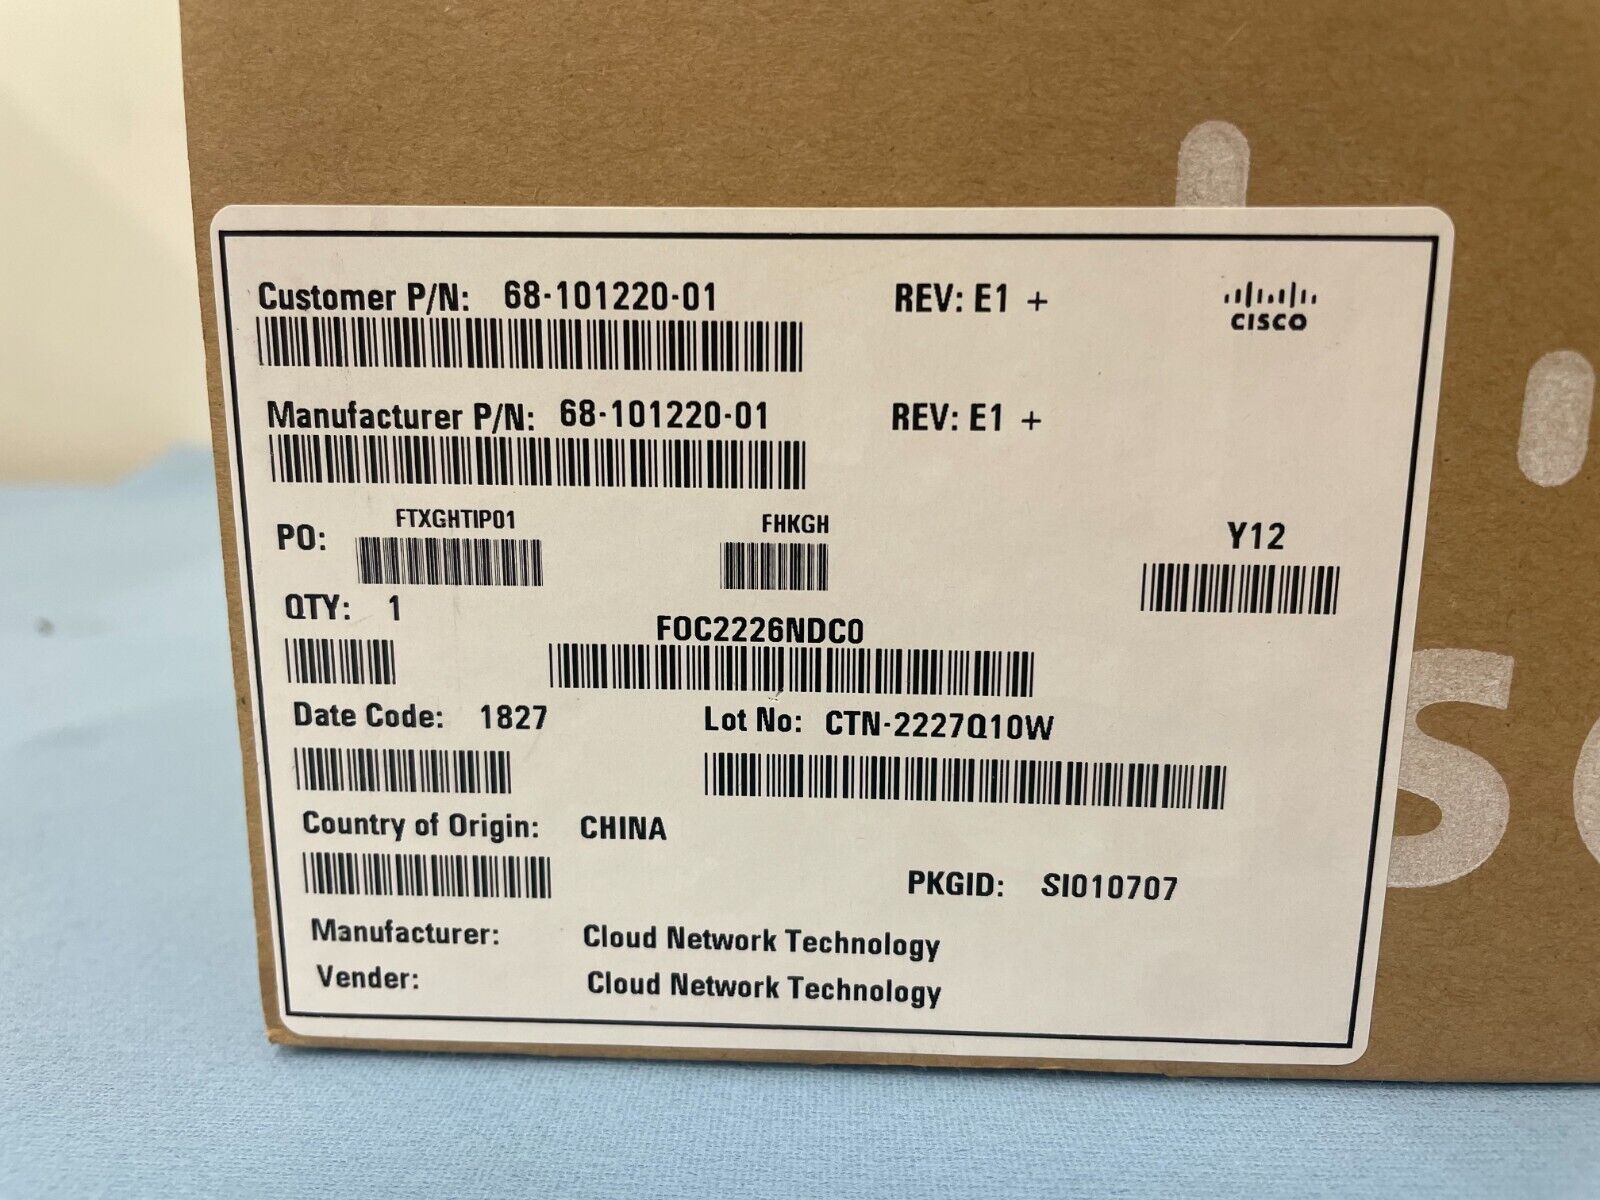 Customer P/N: 68-101220-01 REV: E1 +
CISCO
Manufacturer P/N: 68-101220-01 REV: E1 +
PO: FTXGHTIP01 FHKGH Y12
QTY: 1
FOC2226NDC0
Date Code: 1827 Lot No: CTN-2227Q10W
Country of Origin: CHINA
PKGID: SI010707
Manufacturer: Cloud Network Technology
Vender: Cloud Network Technology